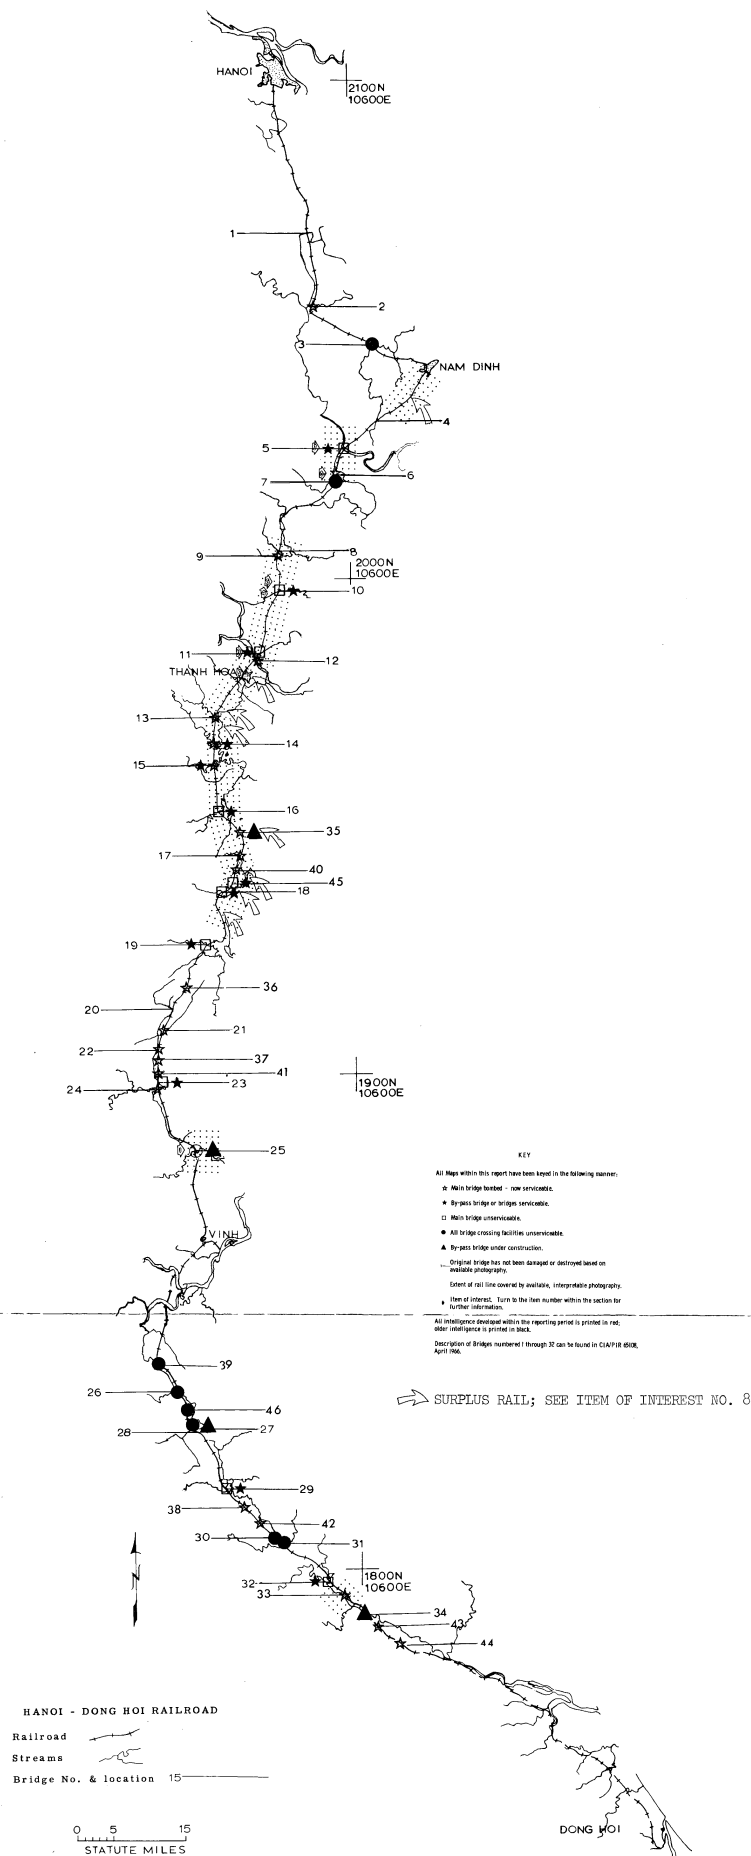 HANOI
2100N
10600E
1
2
3
NAM DINH
4
5
6
7
8
9
2000N
10600E
10
11
12
THANH HOA
13
14
15
16
35
17
40
45
18
19
36
20
21
22
37
41
1900N
10600E
23
24
25
KEY
All Maps within this report have been keyed in the following manner:
Main bridge bombed - now serviceable.
By-pass bridge or bridges serviceable.
Main bridge unserviceable.
All bridge crossing facilities unserviceable.
By-pass bridge under construction.
Original bridge has not been damaged or destroyed based on
available photography.
Extent of rail line covered by available, interpretable photography.
Item of interest. Turn to the item number within the section for
further information.
All intelligence developed within the reporting period is printed in red;
older intelligence is printed in black.
Description of Bridges numbered 1 through 32 can be found in CIA/PIR 61018,
April 1966.
VINH
39
26
46
27
28
SURPLUS RAIL; SEE ITEM OF INTEREST NO. 8
29
38
42
30
31
1800N
10600E
32
33
34
43
44
HANOI - DONG HOI RAILROAD
Railroad
Streams
Bridge No. & location 15
0 5 15
STATUTE MILES
N
DONG HOI